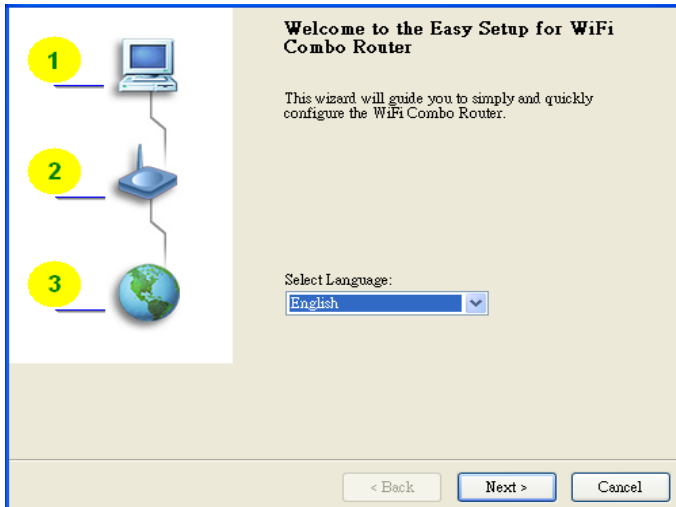 1
2
3
Welcome to the Easy Setup for WiFi
Combo Router
This wizard will guide you to simply and quickly
configure the WiFi Combo Router.
Select Language:
English
< Back
Next >
Cancel